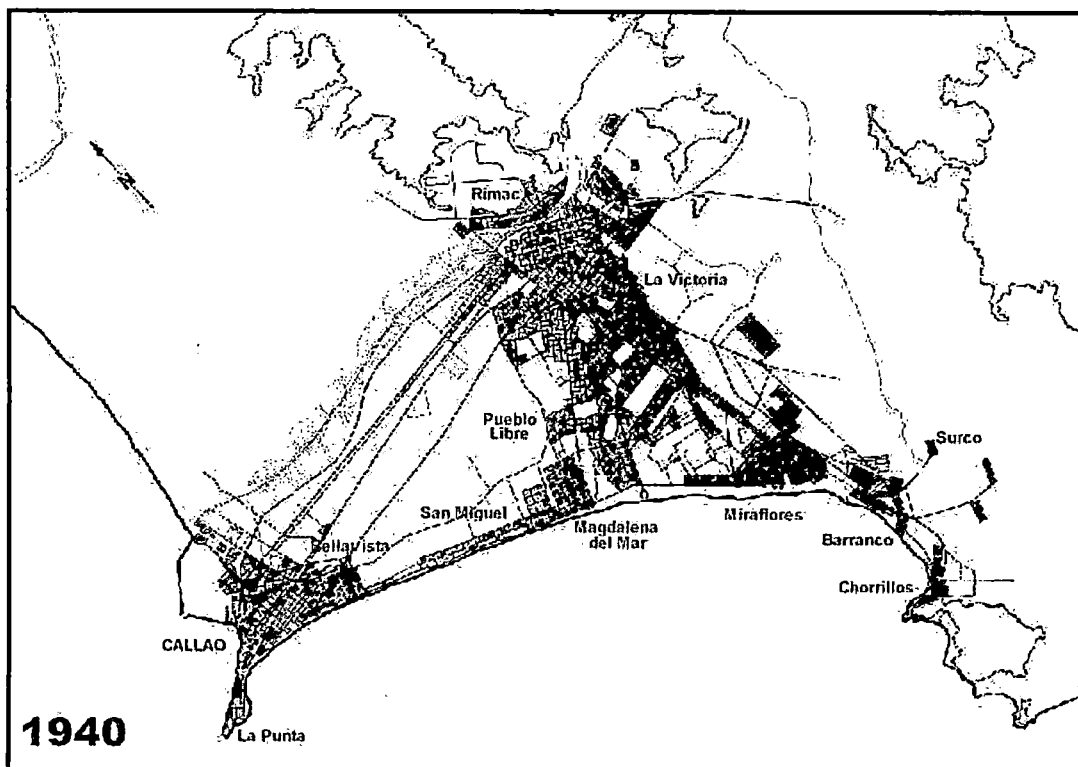 N
Rimac
La Victoria
Pueblo
Libre
Surco
San Miguel
Magdalena
del Mar
Miraflores
Barranco
Bellavista
Chorrillos
CALLAO
La Punta
1940